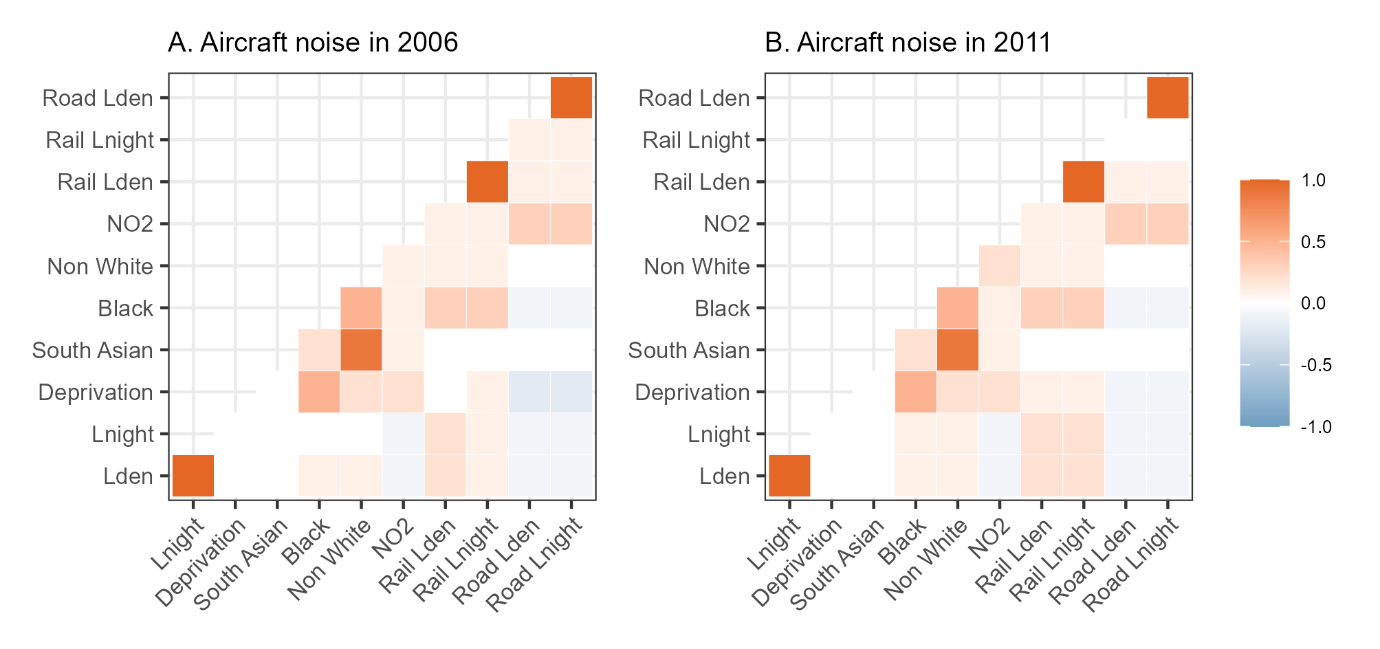 A. Aircraft noise in 2006
Road Lden
Rail Lnight
Rail Lden
NO2
Non White
Black
South Asian
Deprivation
Lnight
Lden
Lnight
Deprivation
South Asian
Black
Non White
NO2
Rail Lden
Rail Lnight
Road Lden
Road Lnight
B. Aircraft noise in 2011
Road Lden
Rail Lnight
Rail Lden
NO2
Non White
Black
South Asian
Deprivation
Lnight
Lden
Lnight
Deprivation
South Asian
Black
Non White
NO2
Rail Lden
Rail Lnight
Road Lden
Road Lnight
1.0
0.5
0.0
-0.5
-1.0